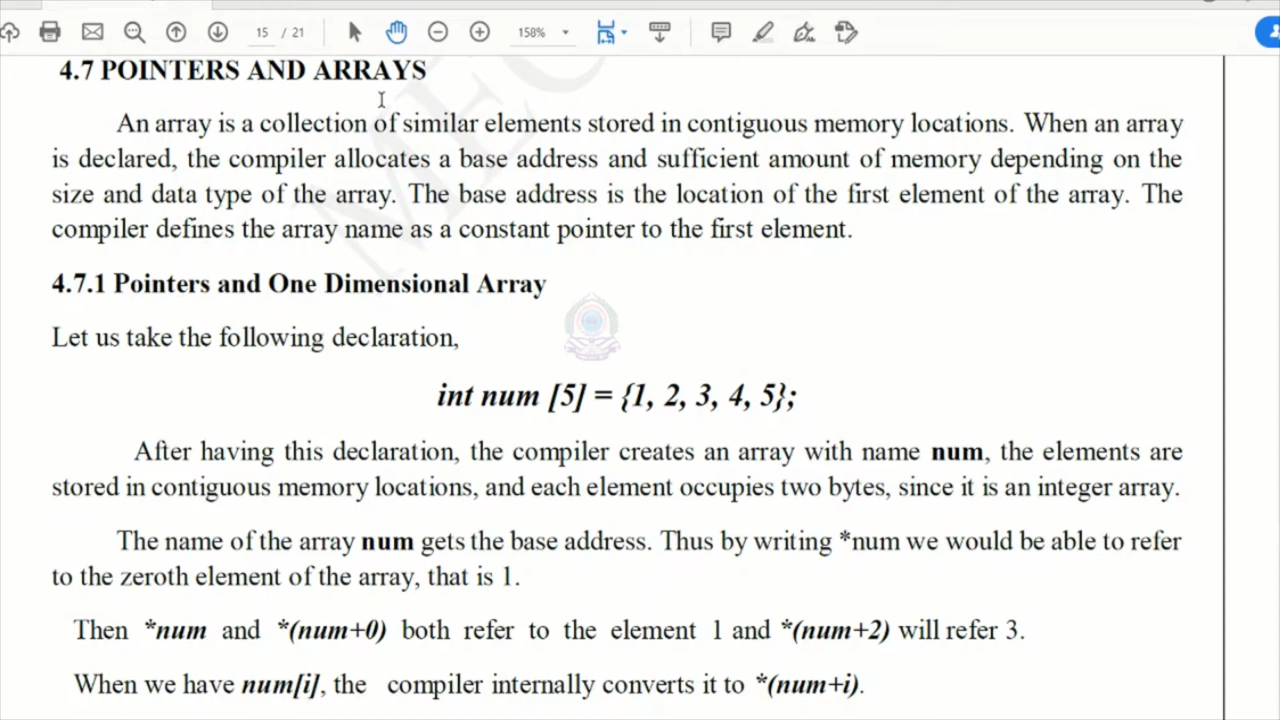 15 / 21
158%
4.7 POINTERS AND ARRAYS
An array is a collection of similar elements stored in contiguous memory locations. When an array
is declared, the compiler allocates a base address and sufficient amount of memory depending on the
size and data type of the array. The base address is the location of the first element of the array. The
compiler defines the array name as a constant pointer to the first element.
4.7.1 Pointers and One Dimensional Array
Let us take the following declaration,
int num [5] = {1, 2, 3, 4, 5};
After having this declaration, the compiler creates an array with name num, the elements are
stored in contiguous memory locations, and each element occupies two bytes, since it is an integer array.
The name of the array num gets the base address. Thus by writing *num we would be able to refer
to the zeroth element of the array, that is 1.
Then *num and *(num+0) both refer to the element 1 and *(num+2) will refer 3.
When we have num[i], the compiler internally converts it to *(num+i).